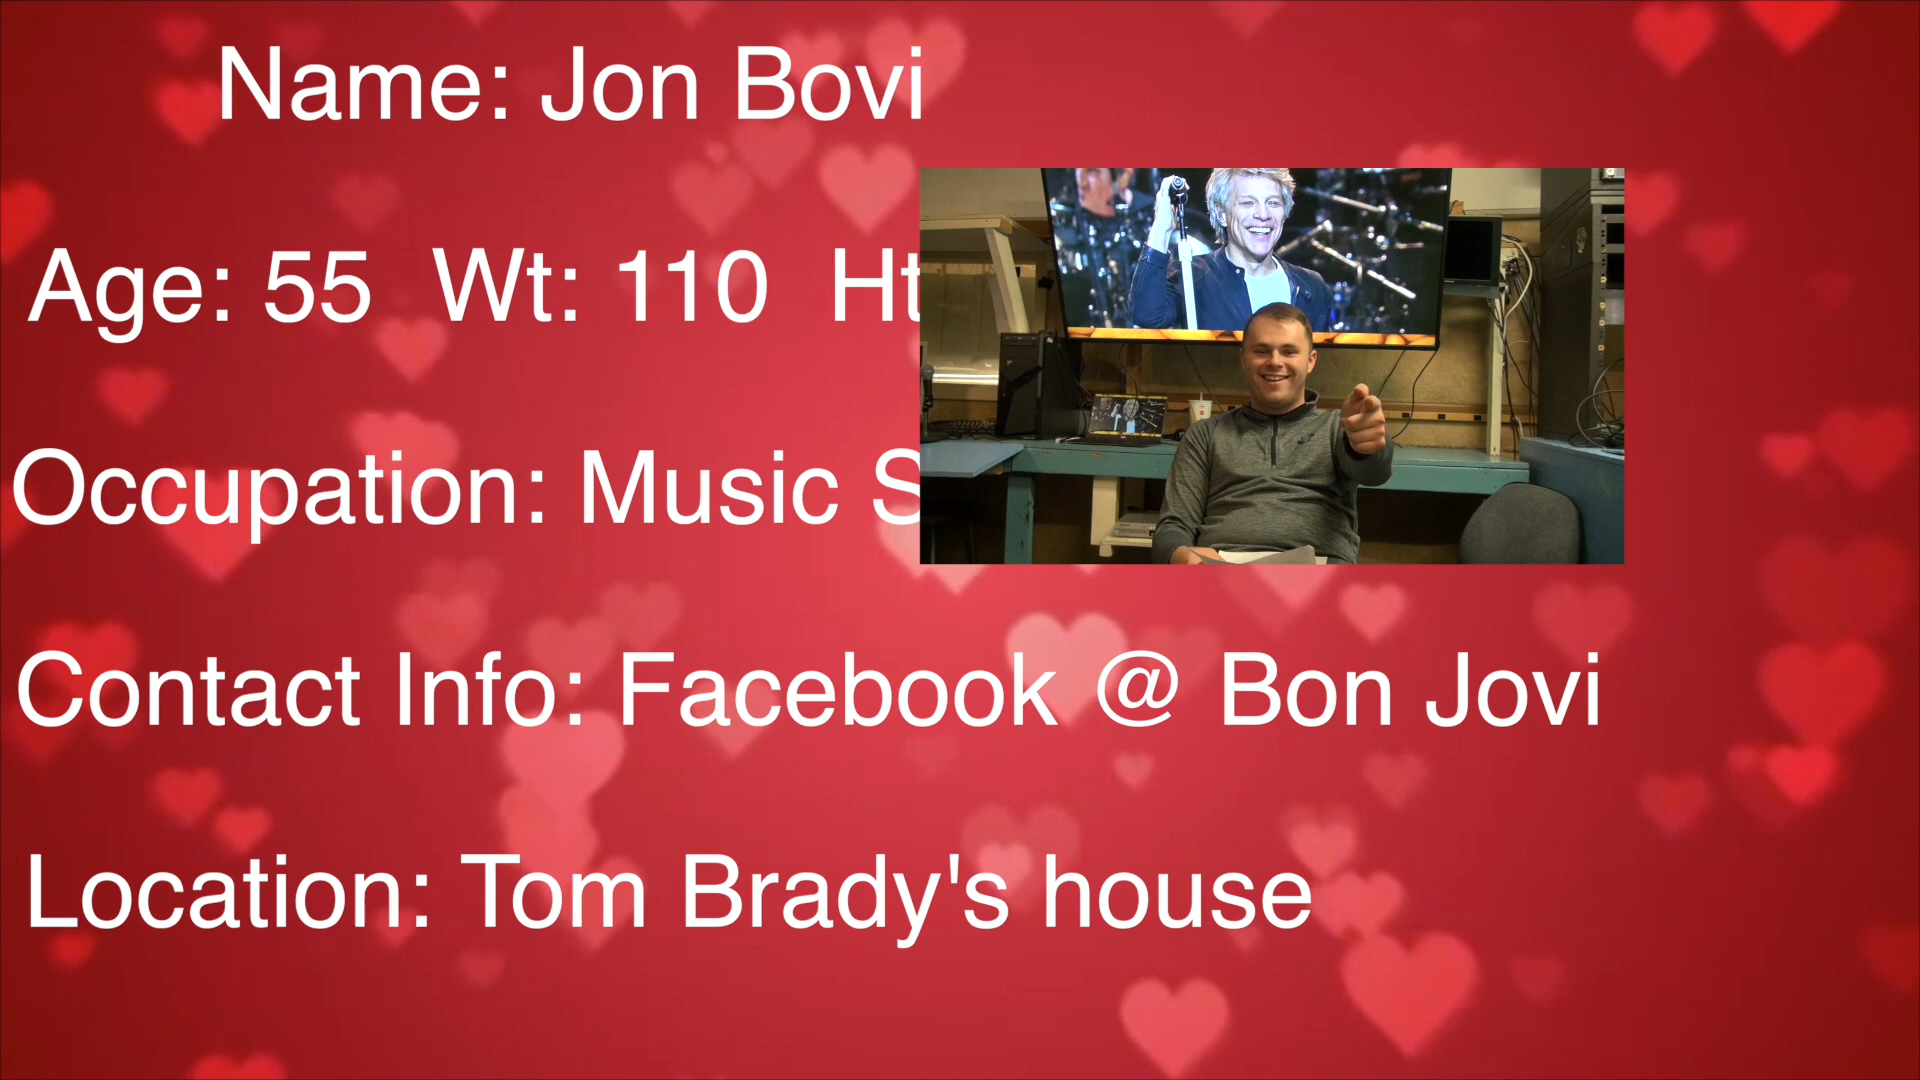 Name: Jon Bovi
Age: 55 Wt: 110 Ht
Occupation: Music S
Contact Info: Facebook @ Bon Jovi
Location: Tom Brady's house